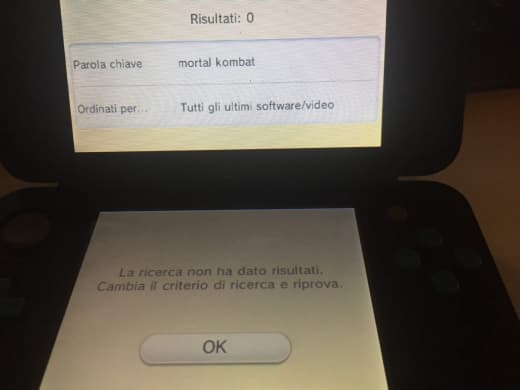 Risultati: 0
Parola chiave mortal kombat
Ordinati per... Tutti gli ultimi software/video
La ricerca non ha dato risultati.
Cambia il criterio di ricerca e riprova.
OK